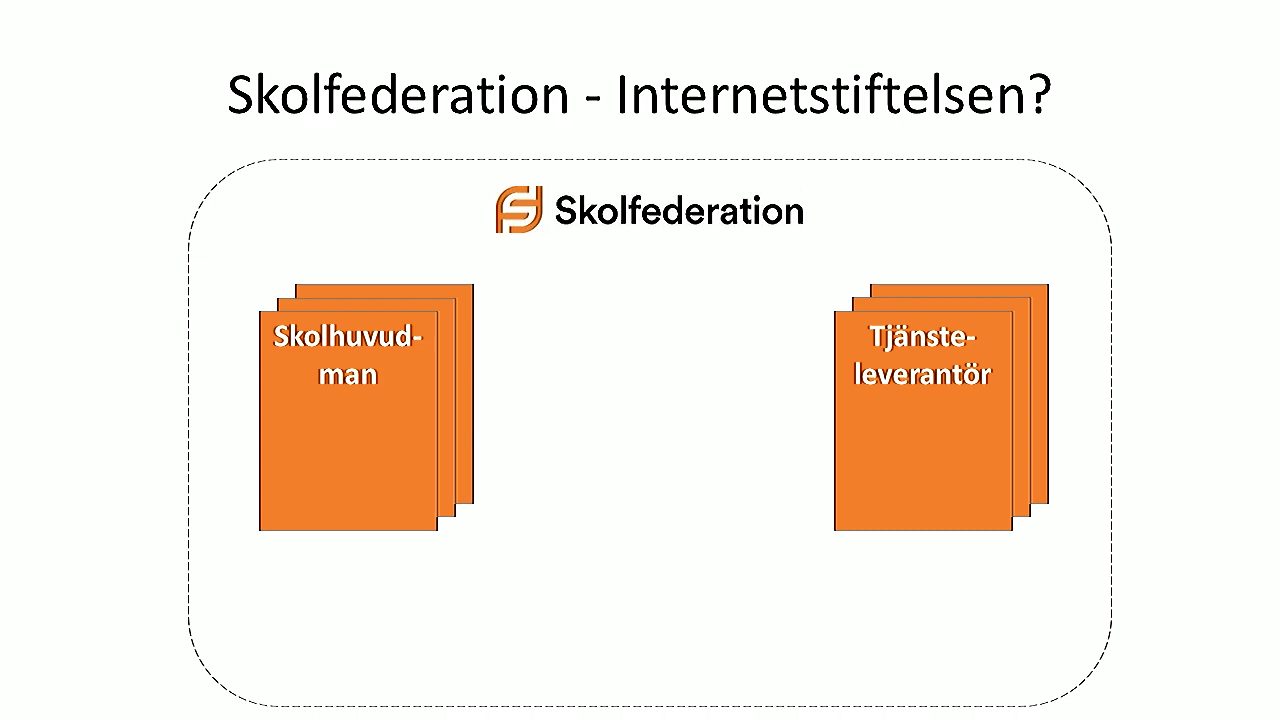 Skolfederation - Internetstiftelsen?
Skolfederation
Skolhuvud-
man
Tjänste-
leverantör